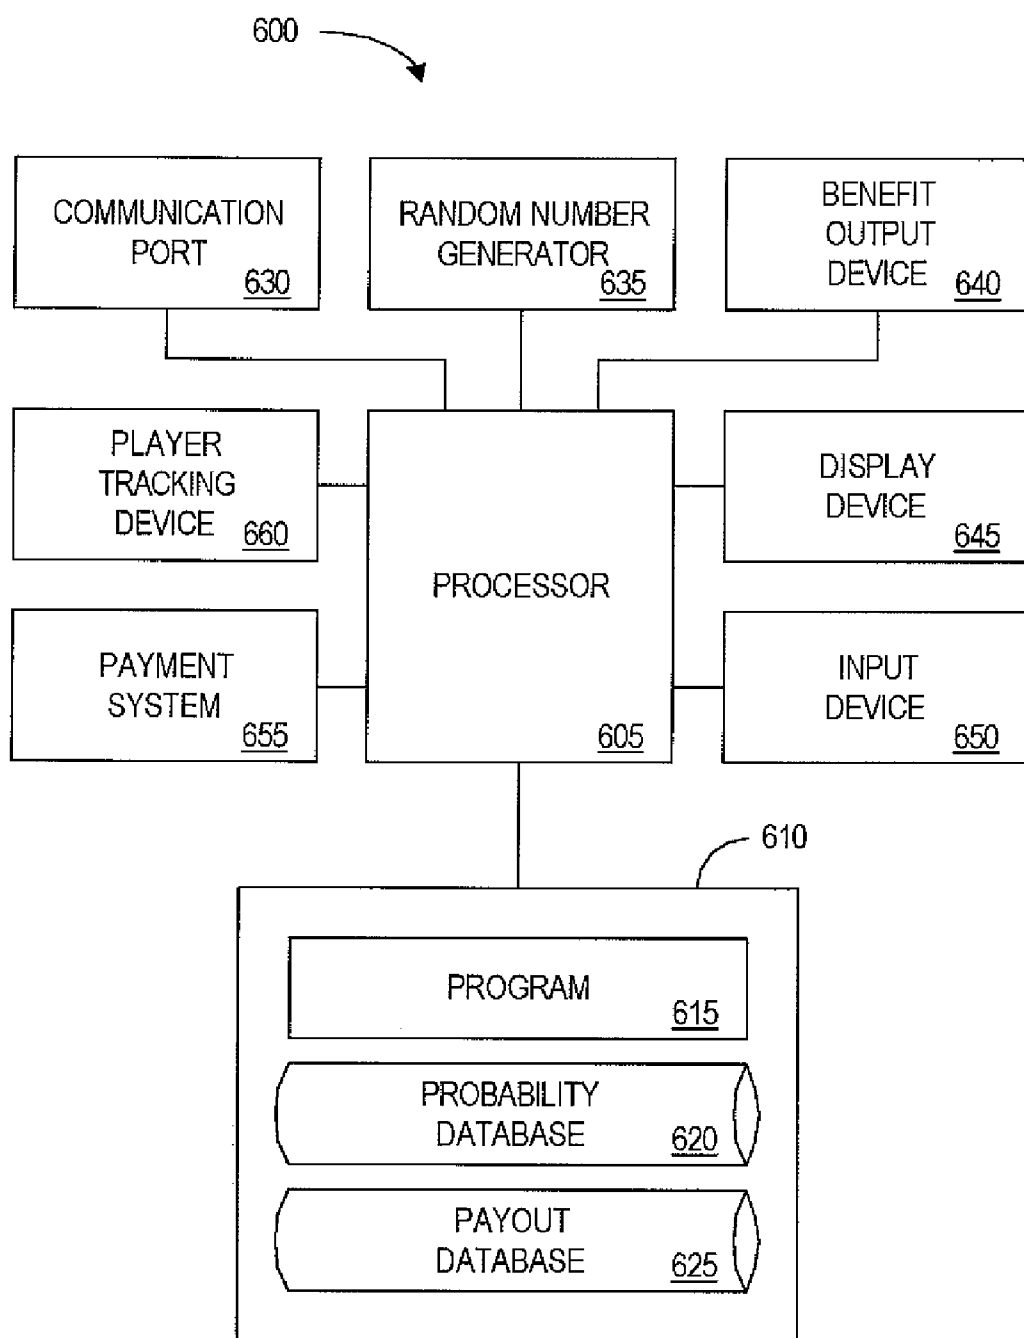 600
COMMUNICATION
PORT
630
RANDOM NUMBER
GENERATOR
635
BENEFIT
OUTPUT
DEVICE
640
PLAYER
TRACKING
DEVICE
660
PROCESSOR
605
DISPLAY
DEVICE
645
PAYMENT
SYSTEM
655
INPUT
DEVICE
650
610
PROGRAM
615
PROBABILITY
DATABASE
620
PAYOUT
DATABASE
625